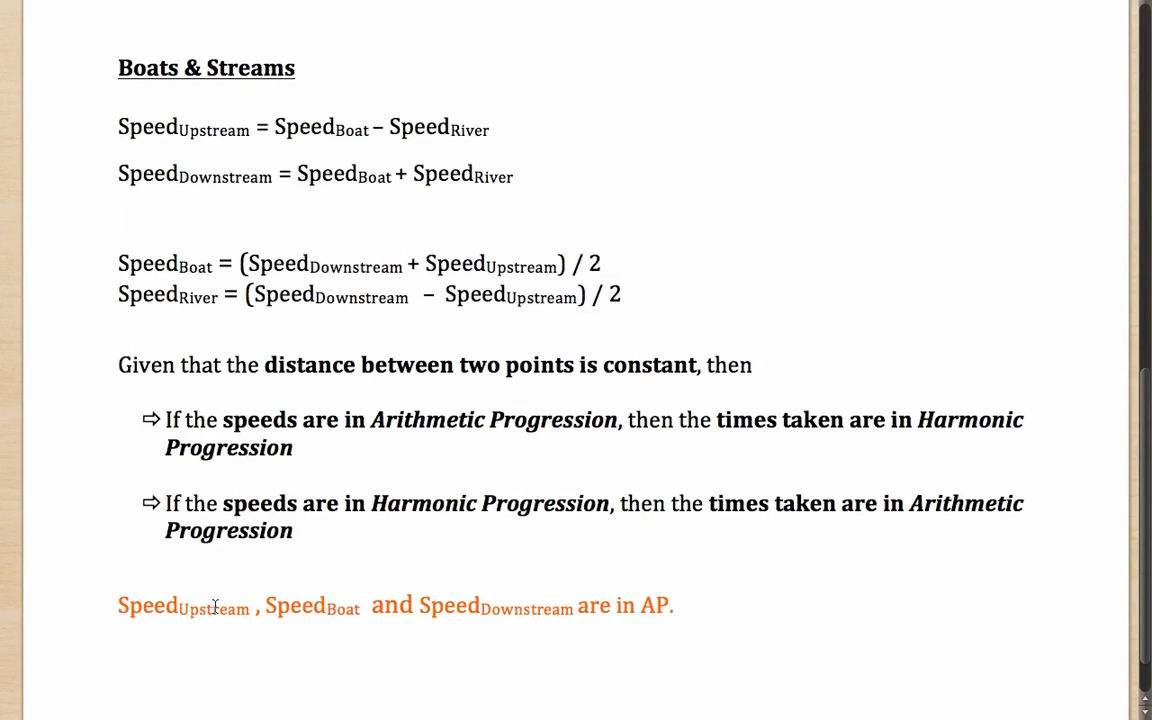 Boats & Streams
SpeedUpstream = SpeedBoat – SpeedRiver
SpeedDownstream = SpeedBoat + SpeedRiver
SpeedBoat = (SpeedDownstream + SpeedUpstream) / 2
SpeedRiver = (SpeedDownstream – SpeedUpstream) / 2
Given that the distance between two points is constant, then
⇨ If the speeds are in Arithmetic Progression, then the times taken are in Harmonic
Progression
⇨ If the speeds are in Harmonic Progression, then the times taken are in Arithmetic
Progression
SpeedUpstream , SpeedBoat and SpeedDownstream are in AP.